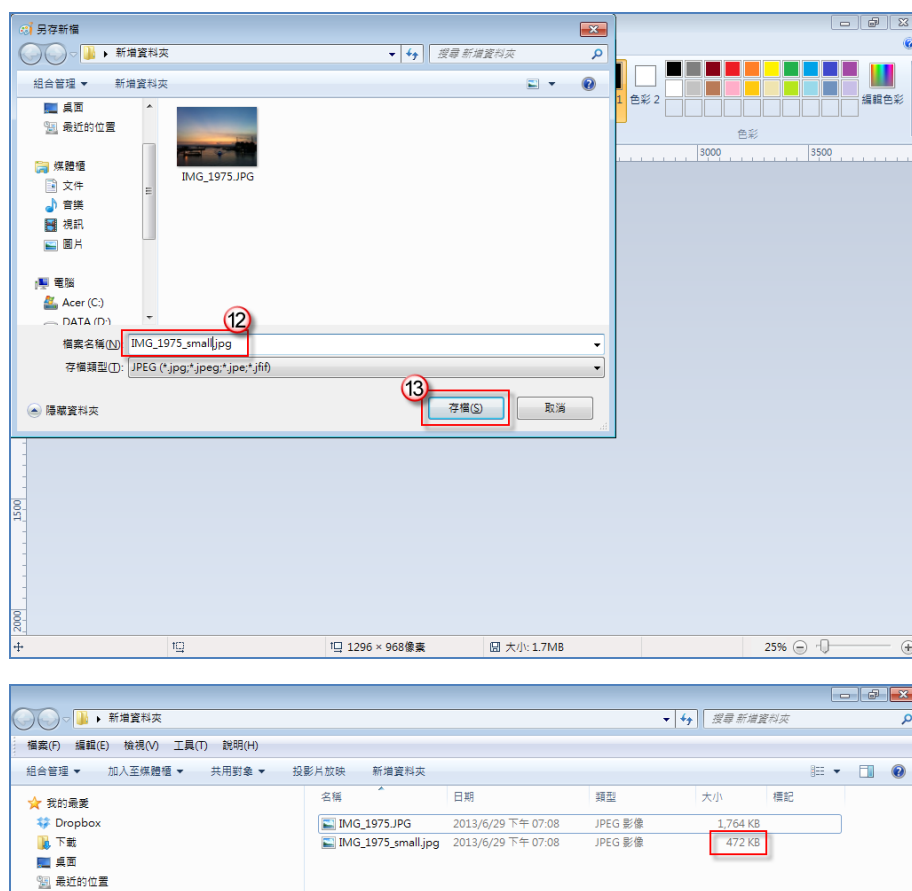 另存新檔
新增資料夾
搜尋 新增資料夾
組合管理 新增資料夾
桌面
最近的位置
媒體櫃
文件
音樂
視訊
圖片
電腦
Acer (C:)
DATA (D:)
IMG_1975.JPG
12
檔案名稱(N): IMG_1975_small.jpg
存檔類型(T): JPEG (*.jpg;*.jpeg;*.jpe;*.jfif)
13
隱藏資料夾 存檔(S) 取消
1 色彩 2 編輯色彩
色彩
3000 3500
1500
2000
1296 × 968像素 大小: 1.7MB 25%
新增資料夾 搜尋 新增資料夾
檔案(F) 編輯(E) 檢視(V) 工具(T) 說明(H)
組合管理 加入至媒體櫃 共用對象 投影片放映 新增資料夾
我的最愛
Dropbox
下載
桌面
最近的位置
名稱 日期 類型 大小 標記
IMG_1975.JPG 2013/6/29 下午 07:08 JPEG 影像 1,764 KB
IMG_1975_small.jpg 2013/6/29 下午 07:08 JPEG 影像 472 KB